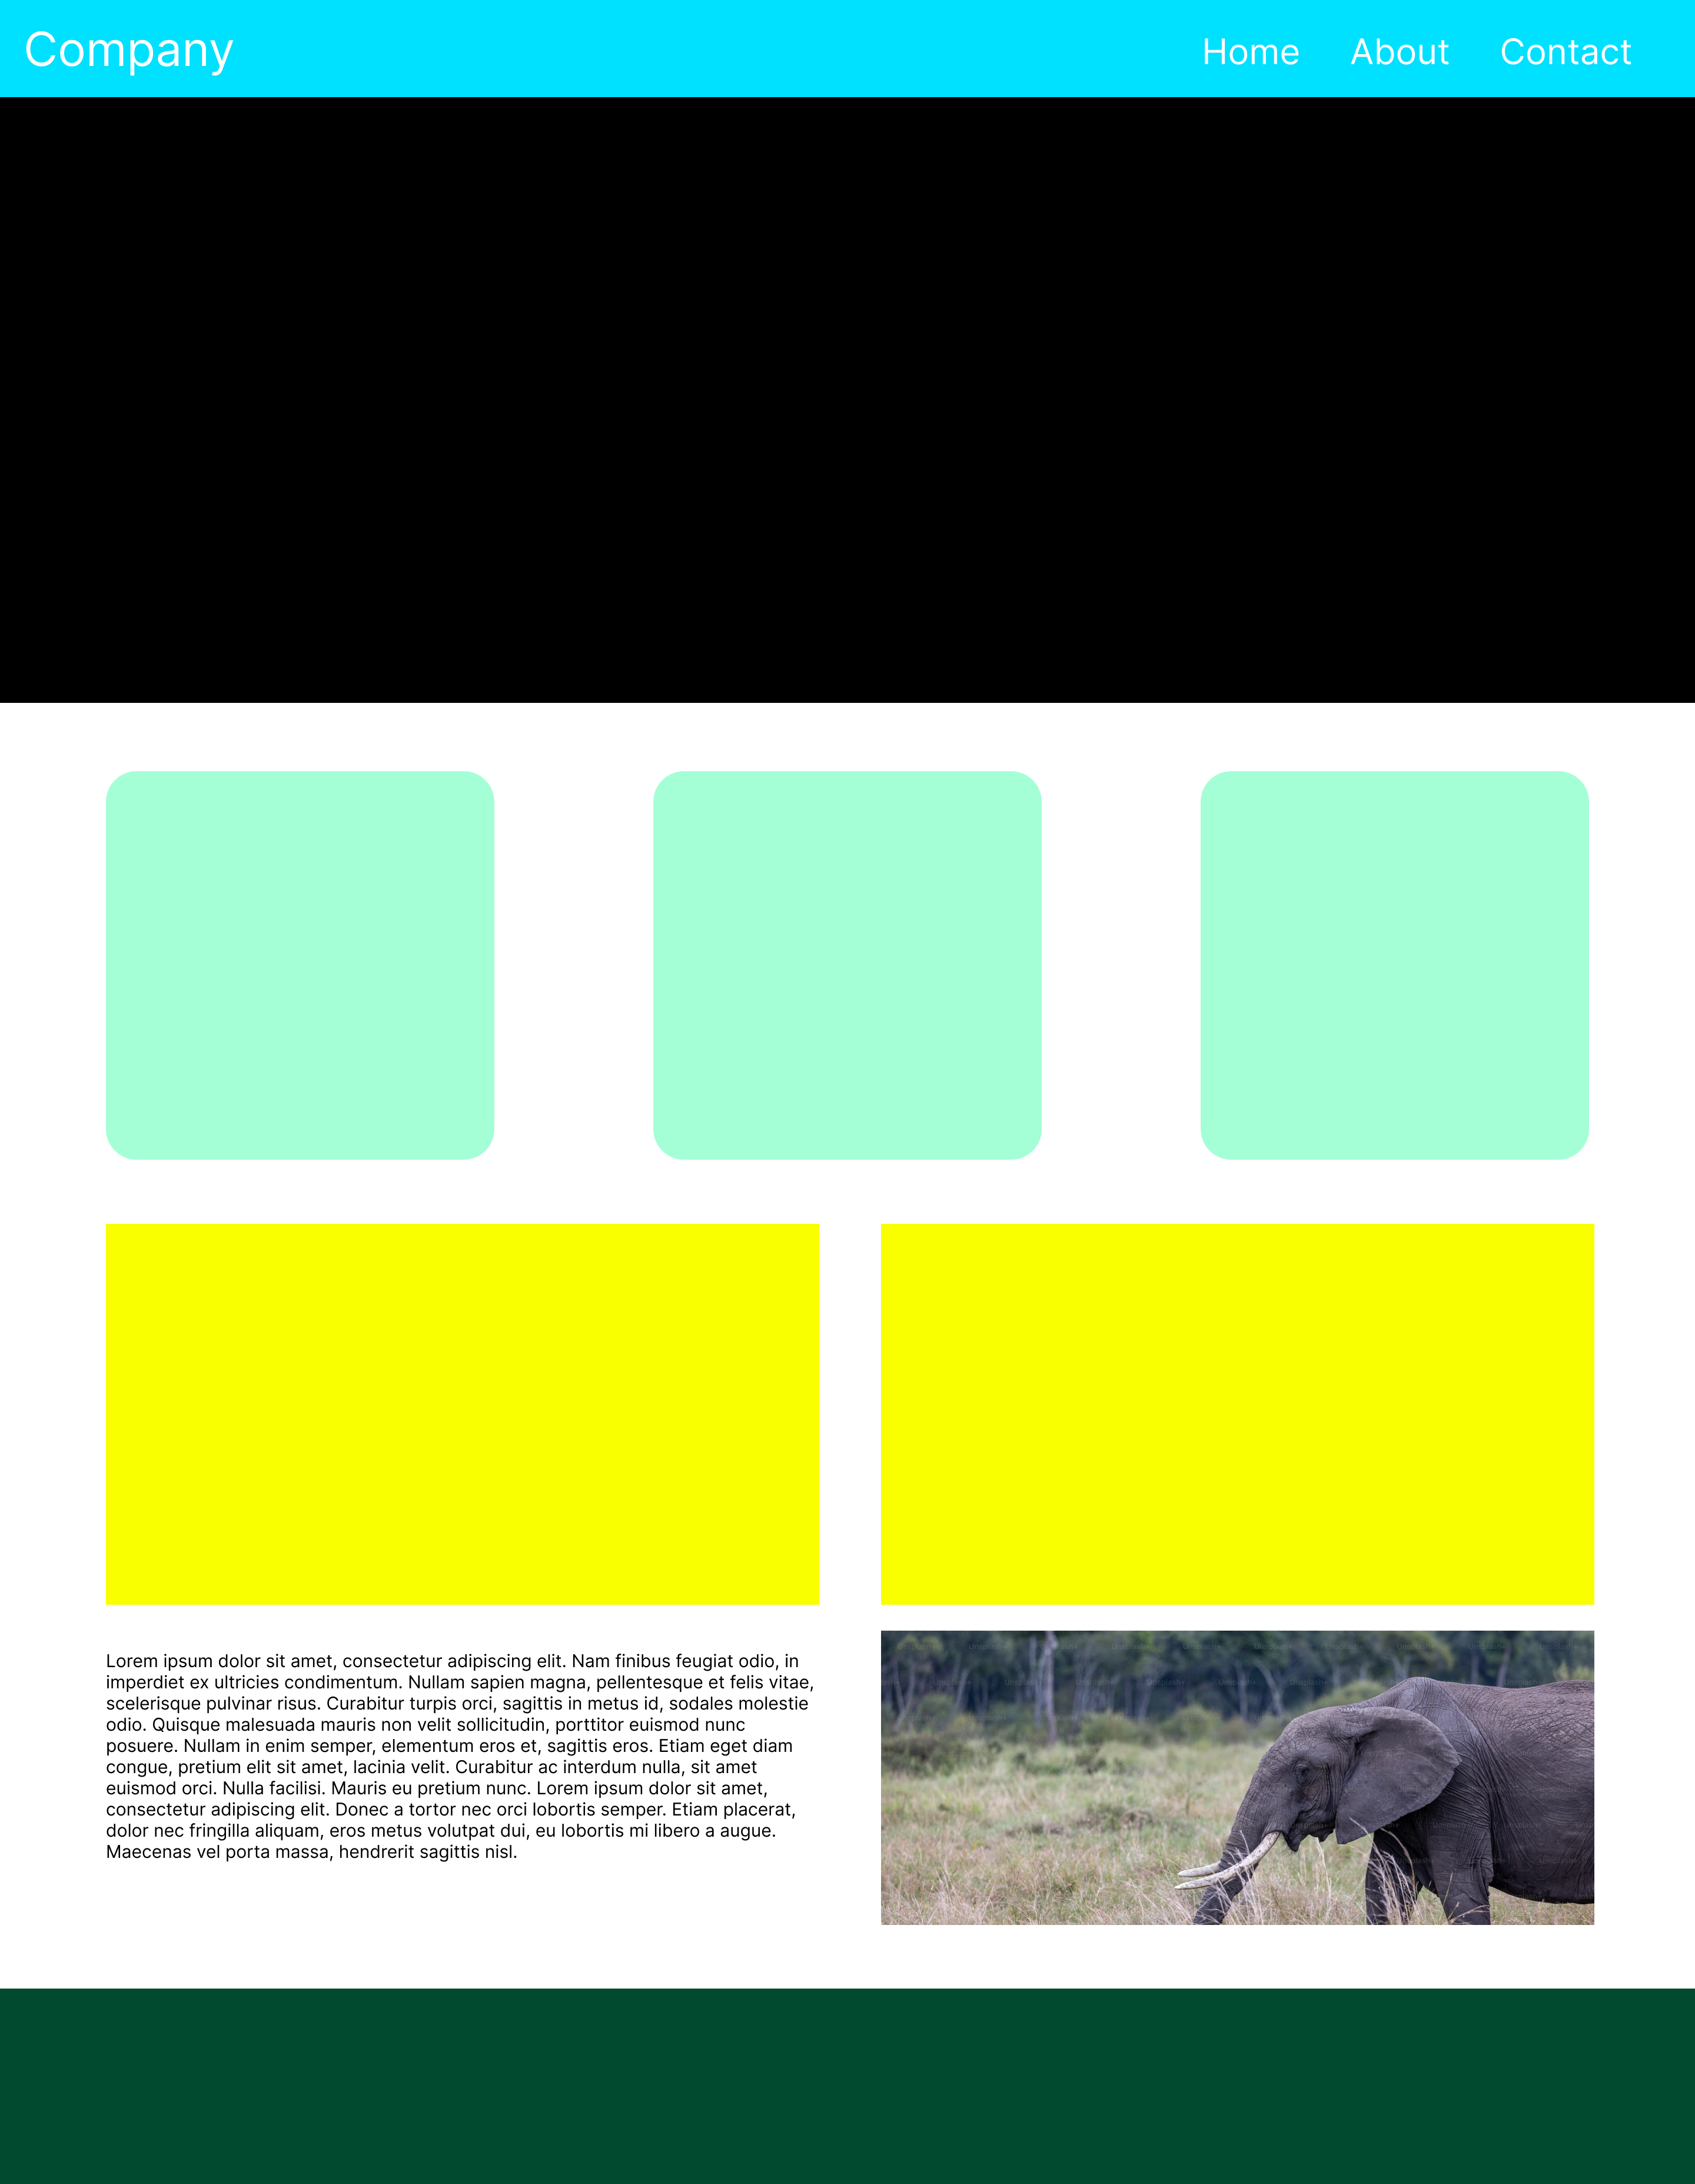 Company
Home About Contact
Lorem ipsum dolor sit amet, consectetur adipiscing elit. Nam finibus feugiat odio, in
imperdiet ex ultricies condimentum. Nullam sapien magna, pellentesque et felis vitae,
scelerisque pulvinar risus. Curabitur turpis orci, sagittis in metus id, sodales molestie
odio. Quisque malesuada mauris non velit sollicitudin, porttitor euismod nunc
posuere. Nullam in enim semper, elementum eros et, sagittis eros. Etiam eget diam
congue, pretium elit sit amet, lacinia velit. Curabitur ac interdum nulla, sit amet
euismod orci. Nulla facilisi. Mauris eu pretium nunc. Lorem ipsum dolor sit amet,
consectetur adipiscing elit. Donec a tortor nec orci lobortis semper. Etiam placerat,
dolor nec fringilla aliquam, eros metus volutpat dui, eu lobortis mi libero a augue.
Maecenas vel porta massa, hendrerit sagittis nisl.